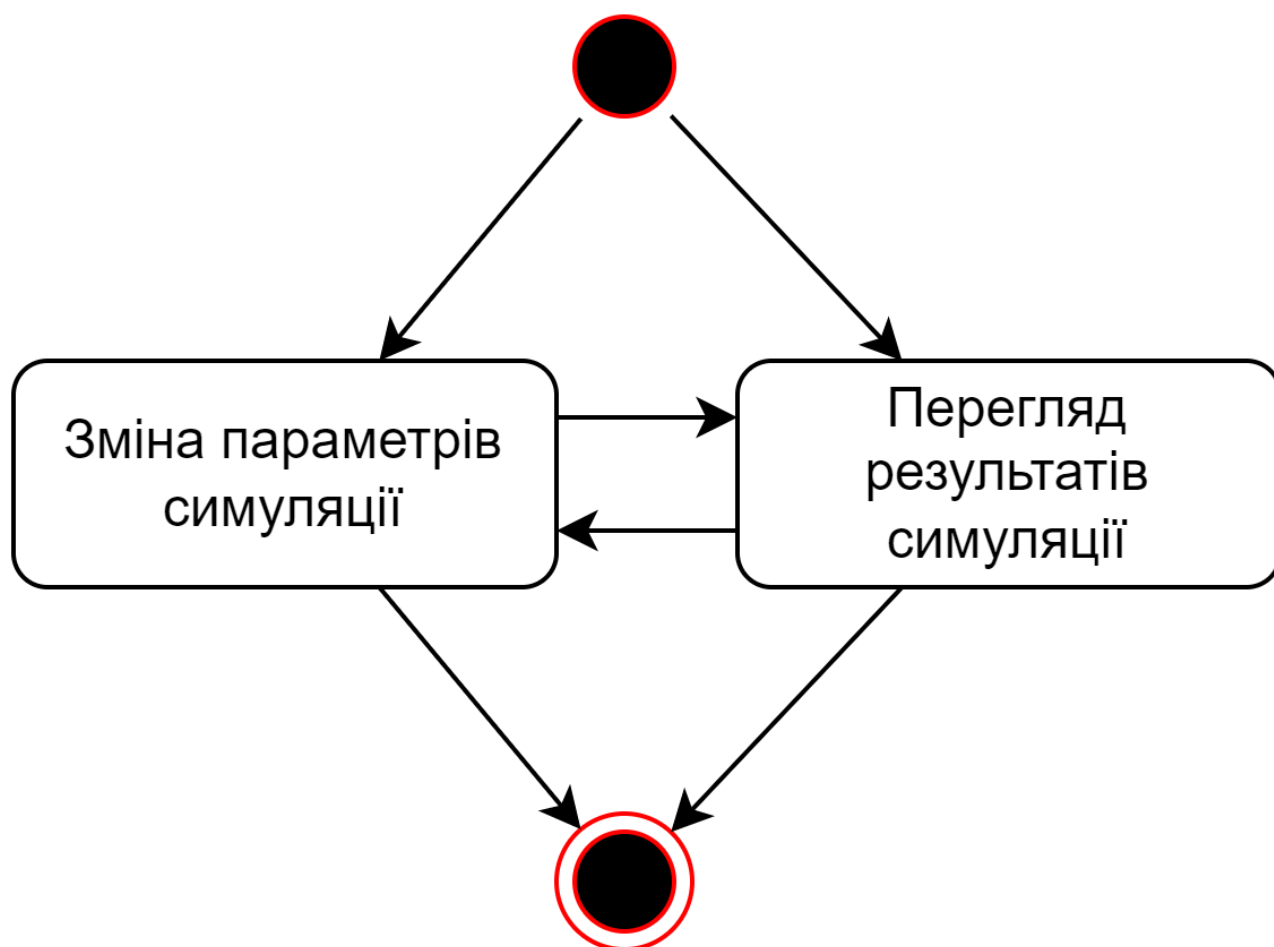 Зміна параметрів
симуляції
Перегляд
результатів
симуляції